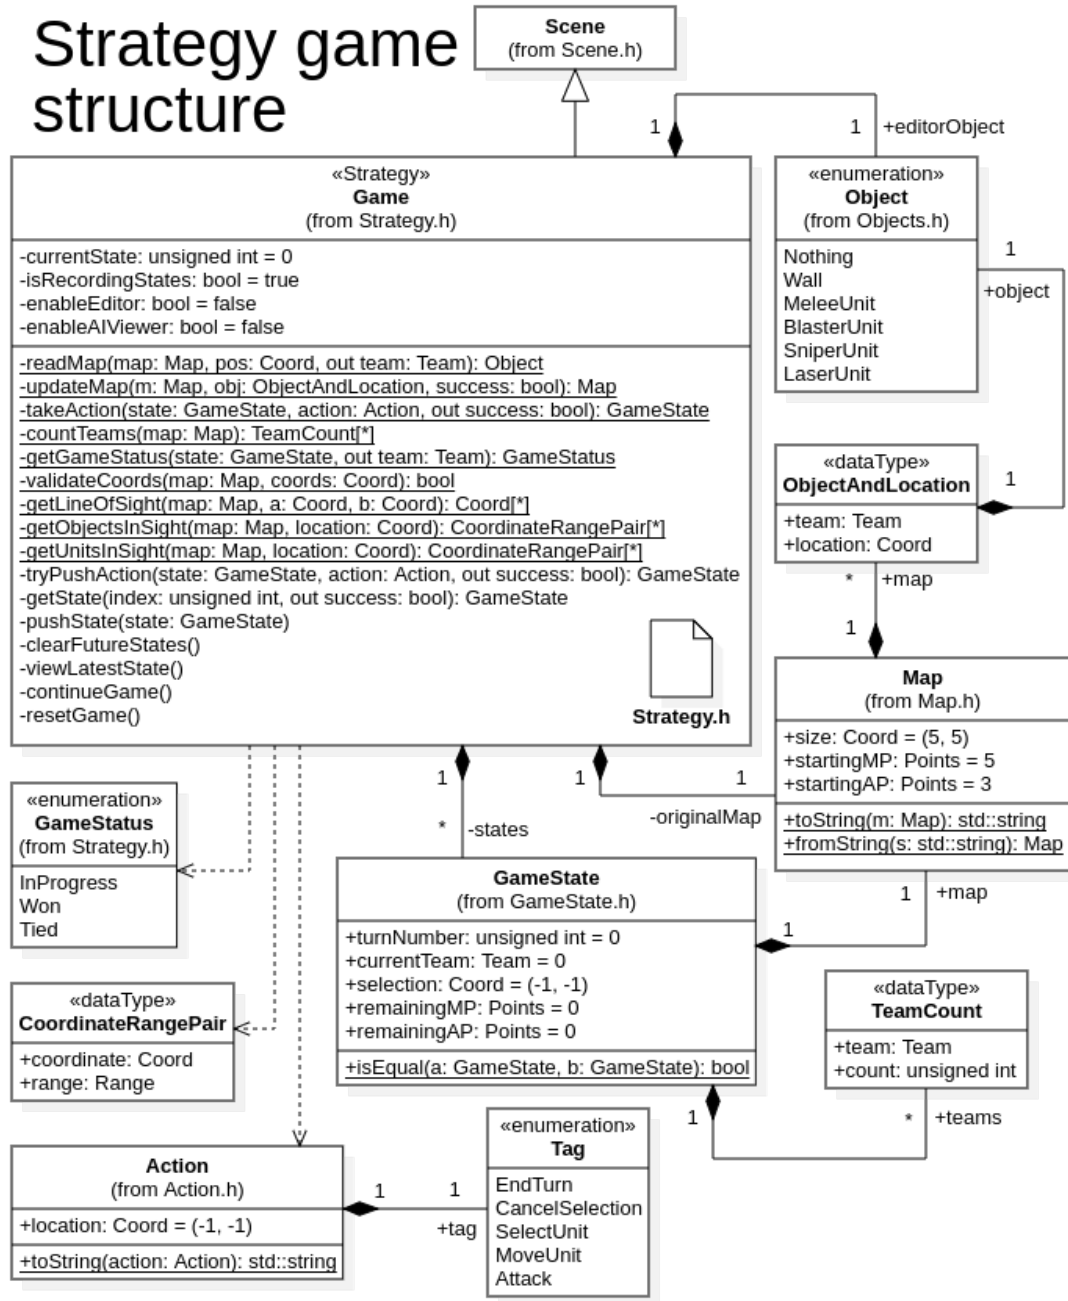 Strategy game
structure
Scene
(from Scene.h)
1
1
+editorObject
«Strategy»
Game
(from Strategy.h)
-currentState: unsigned int = 0
-isRecordingStates: bool = true
-enableEditor: bool = false
-enableAIViewer: bool = false
-readMap(map: Map, pos: Coord, out team: Team): Object
-updateMap(m: Map, obj: ObjectAndLocation, success: bool): Map
-takeAction(state: GameState, action: Action, out success: bool): GameState
-countTeams(map: Map): TeamCount[*]
-getGameStatus(state: GameState, out team: Team): GameStatus
-validateCoords(map: Map, coords: Coord): bool
-getLineOfSight(map: Map, a: Coord, b: Coord): Coord[*]
-getObjectsInSight(map: Map, location: Coord): CoordinateRangePair[*]
-getUnitsInSight(map: Map, location: Coord): CoordinateRangePair[*]
-tryPushAction(state: GameState, action: Action, out success: bool): GameState
-getState(index: unsigned int, out success: bool): GameState
-pushState(state: GameState)
-clearFutureStates()
-viewLatestState()
-continueGame()
-resetGame()
Strategy.h
«enumeration»
Object
(from Objects.h)
Nothing
Wall
MeleeUnit
BlasterUnit
SniperUnit
LaserUnit
1
+object
«dataType»
ObjectAndLocation
+team: Team
+location: Coord
1
* +map
1
Map
(from Map.h)
+size: Coord = (5, 5)
+startingMP: Points = 5
+startingAP: Points = 3
+toString(m: Map): std::string
+fromString(s: std::string): Map
1
* -states
1
1
-originalMap
«enumeration»
GameStatus
(from Strategy.h)
InProgress
Won
Tied
GameState
(from GameState.h)
+turnNumber: unsigned int = 0
+currentTeam: Team = 0
+selection: Coord = (-1, -1)
+remainingMP: Points = 0
+remainingAP: Points = 0
+isEqual(a: GameState, b: GameState): bool
1 +map
1
«dataType»
CoordinateRangePair
+coordinate: Coord
+range: Range
«dataType»
TeamCount
+team: Team
+count: unsigned int
1
* +teams
Action
(from Action.h)
+location: Coord = (-1, -1)
+toString(action: Action): std::string
1
1
+tag
«enumeration»
Tag
EndTurn
CancelSelection
SelectUnit
MoveUnit
Attack